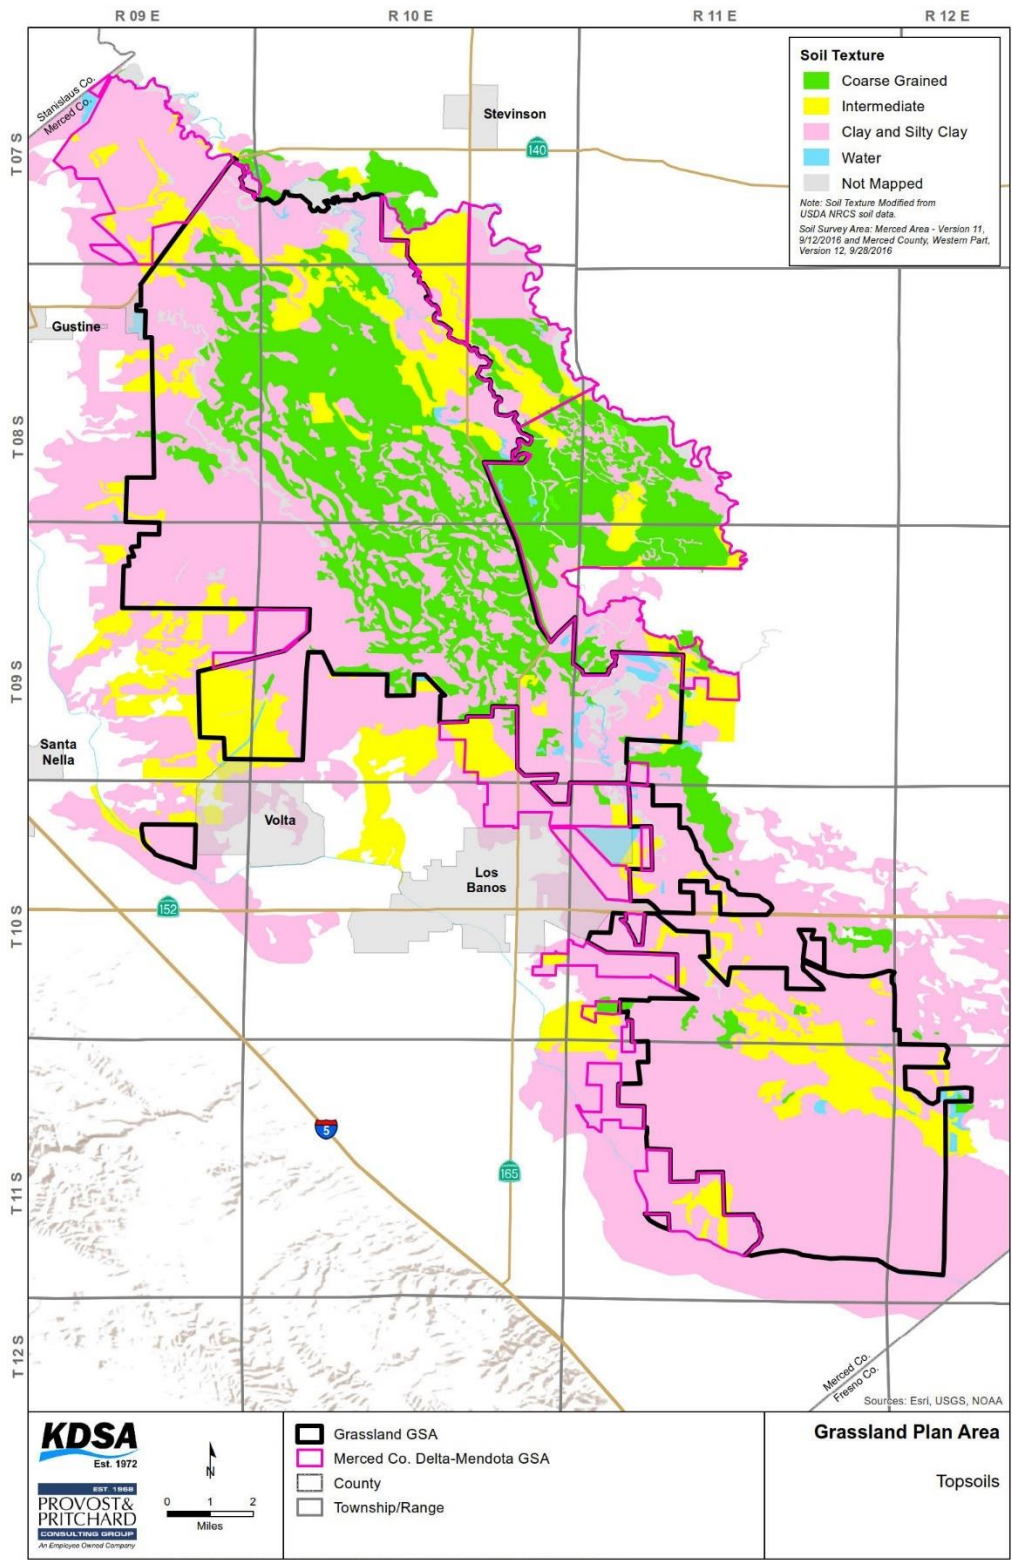 R 09 E
R 10 E
R 11 E
R 12 E
T 07 S
T 08 S
T 09 S
T 10 S
T 11 S
T 12 S
Stanislaus Co.
Merced Co.
Stevinson
140
Soil Texture
Coarse Grained
Intermediate
Clay and Silty Clay
Water
Not Mapped
Note: Soil Texture Modified from
USDA NRCS soil data.
Soil Survey Area: Merced Area - Version 11,
9/12/2016 and Merced County, Western Part,
Version 12, 9/28/2016
Gustine
Santa
Nella
Volta
Los
Banos
152
5
165
Merced Co.
Fresno Co.
Sources: Esri, USGS, NOAA
KDSA
Est. 1972
EST. 1968
PROVOST&
PRITCHARD
CONSULTING GROUP
An Employee Owned Company
N
0 1 2
Miles
Grassland GSA
Merced Co. Delta-Mendota GSA
County
Township/Range
Grassland Plan Area
Topsoils